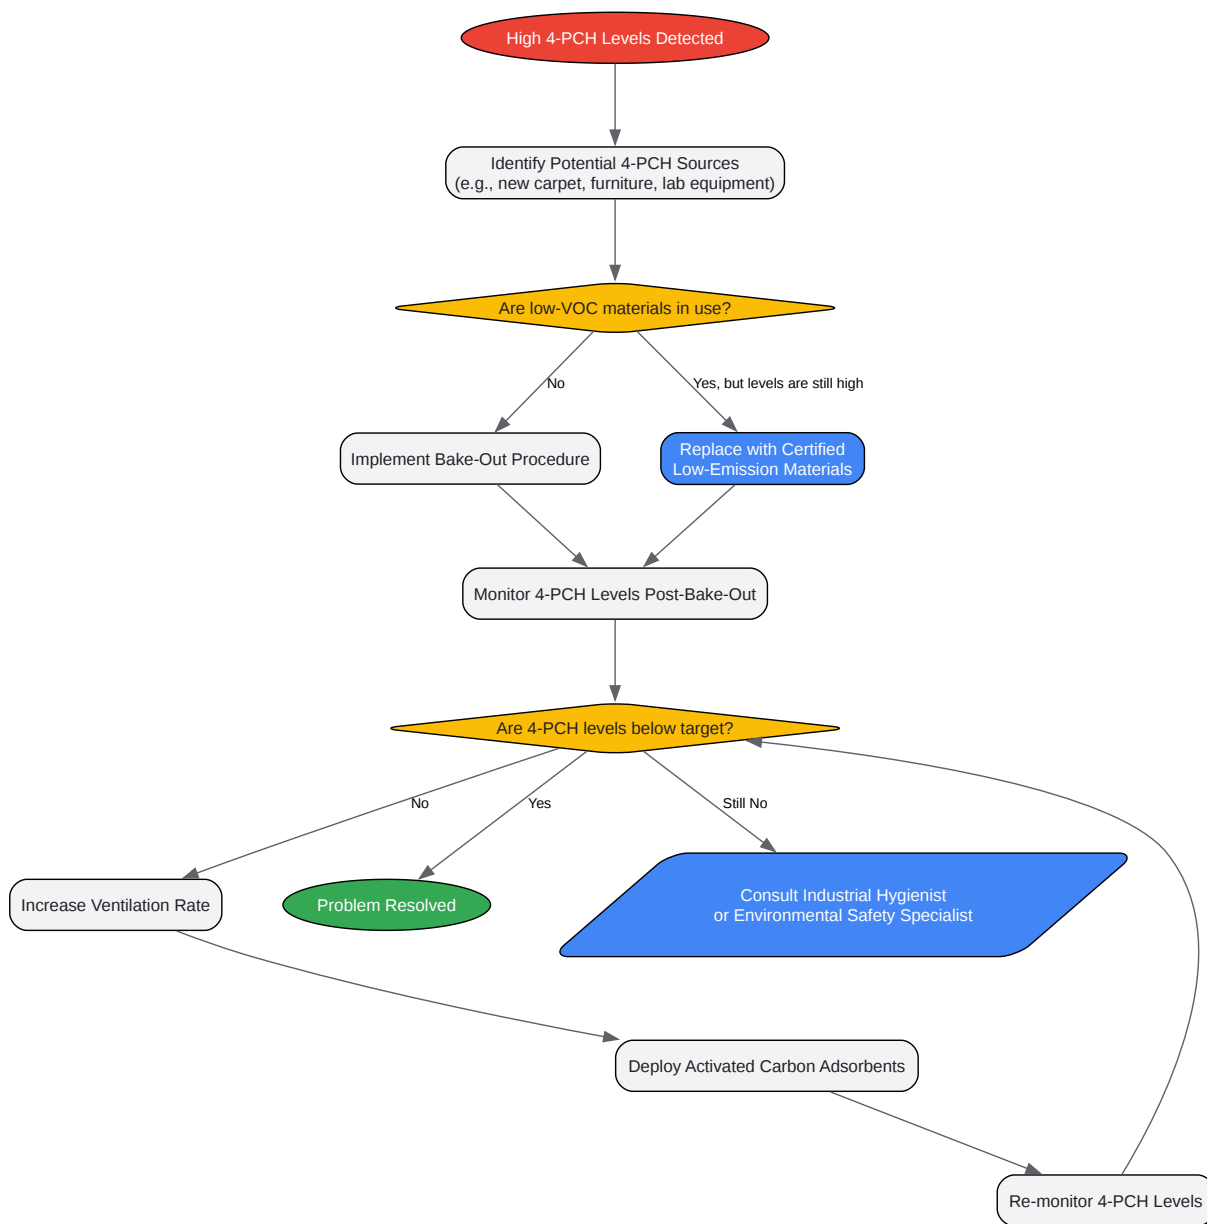 High 4-PCH Levels Detected
Identify Potential 4-PCH Sources
(e.g., new carpet, furniture, lab equipment)
Are low-VOC materials in use?
No
Yes, but levels are still high
Implement Bake-Out Procedure
Replace with Certified
Low-Emission Materials
Monitor 4-PCH Levels Post-Bake-Out
Are 4-PCH levels below target?
No
Yes
Still No
Increase Ventilation Rate
Problem Resolved
Consult Industrial Hygienist
or Environmental Safety Specialist
Deploy Activated Carbon Adsorbents
Re-monitor 4-PCH Levels